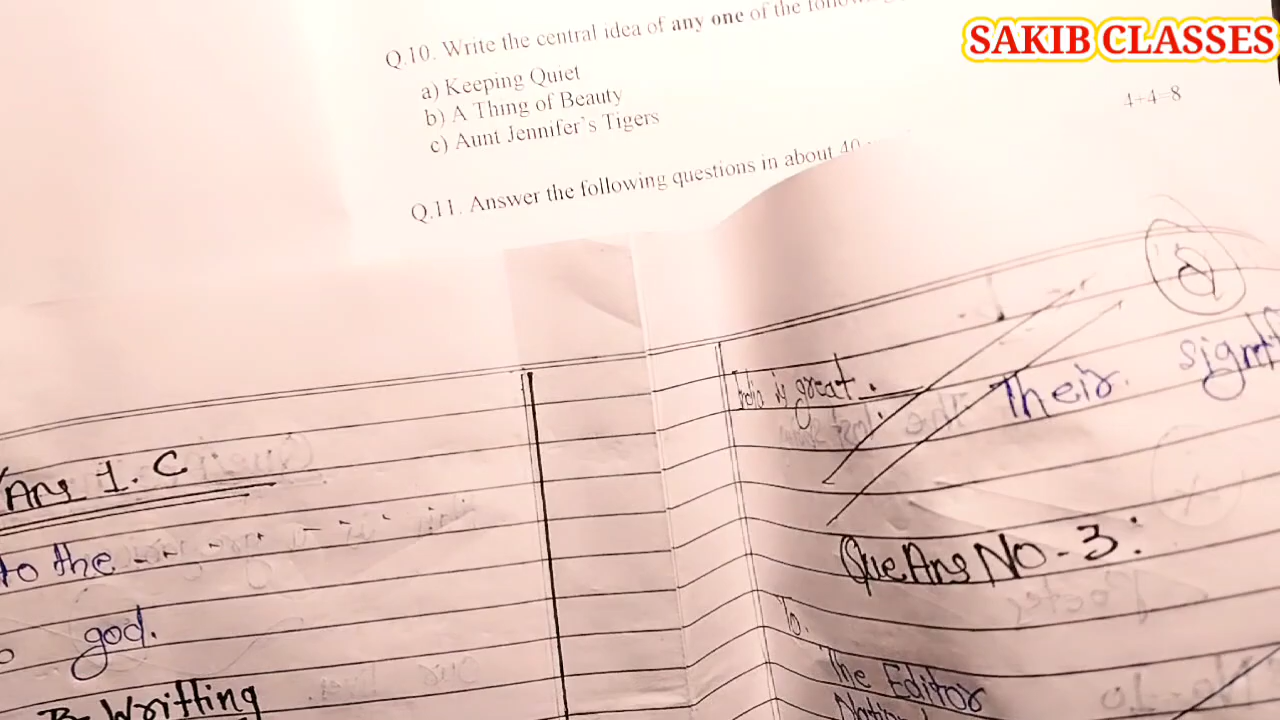 SAKIB CLASSES
Q.10. Write the central idea of any one of the
a) Keeping Quiet
b) A Thing of Beauty
c) Aunt Jennifer's Tigers
4+4=8
Q.11. Answer the following questions in about 40
Ans 1. C
to the
god.
B- Writting
is great.
Their
Que Ans No-3:
To.
The Editor